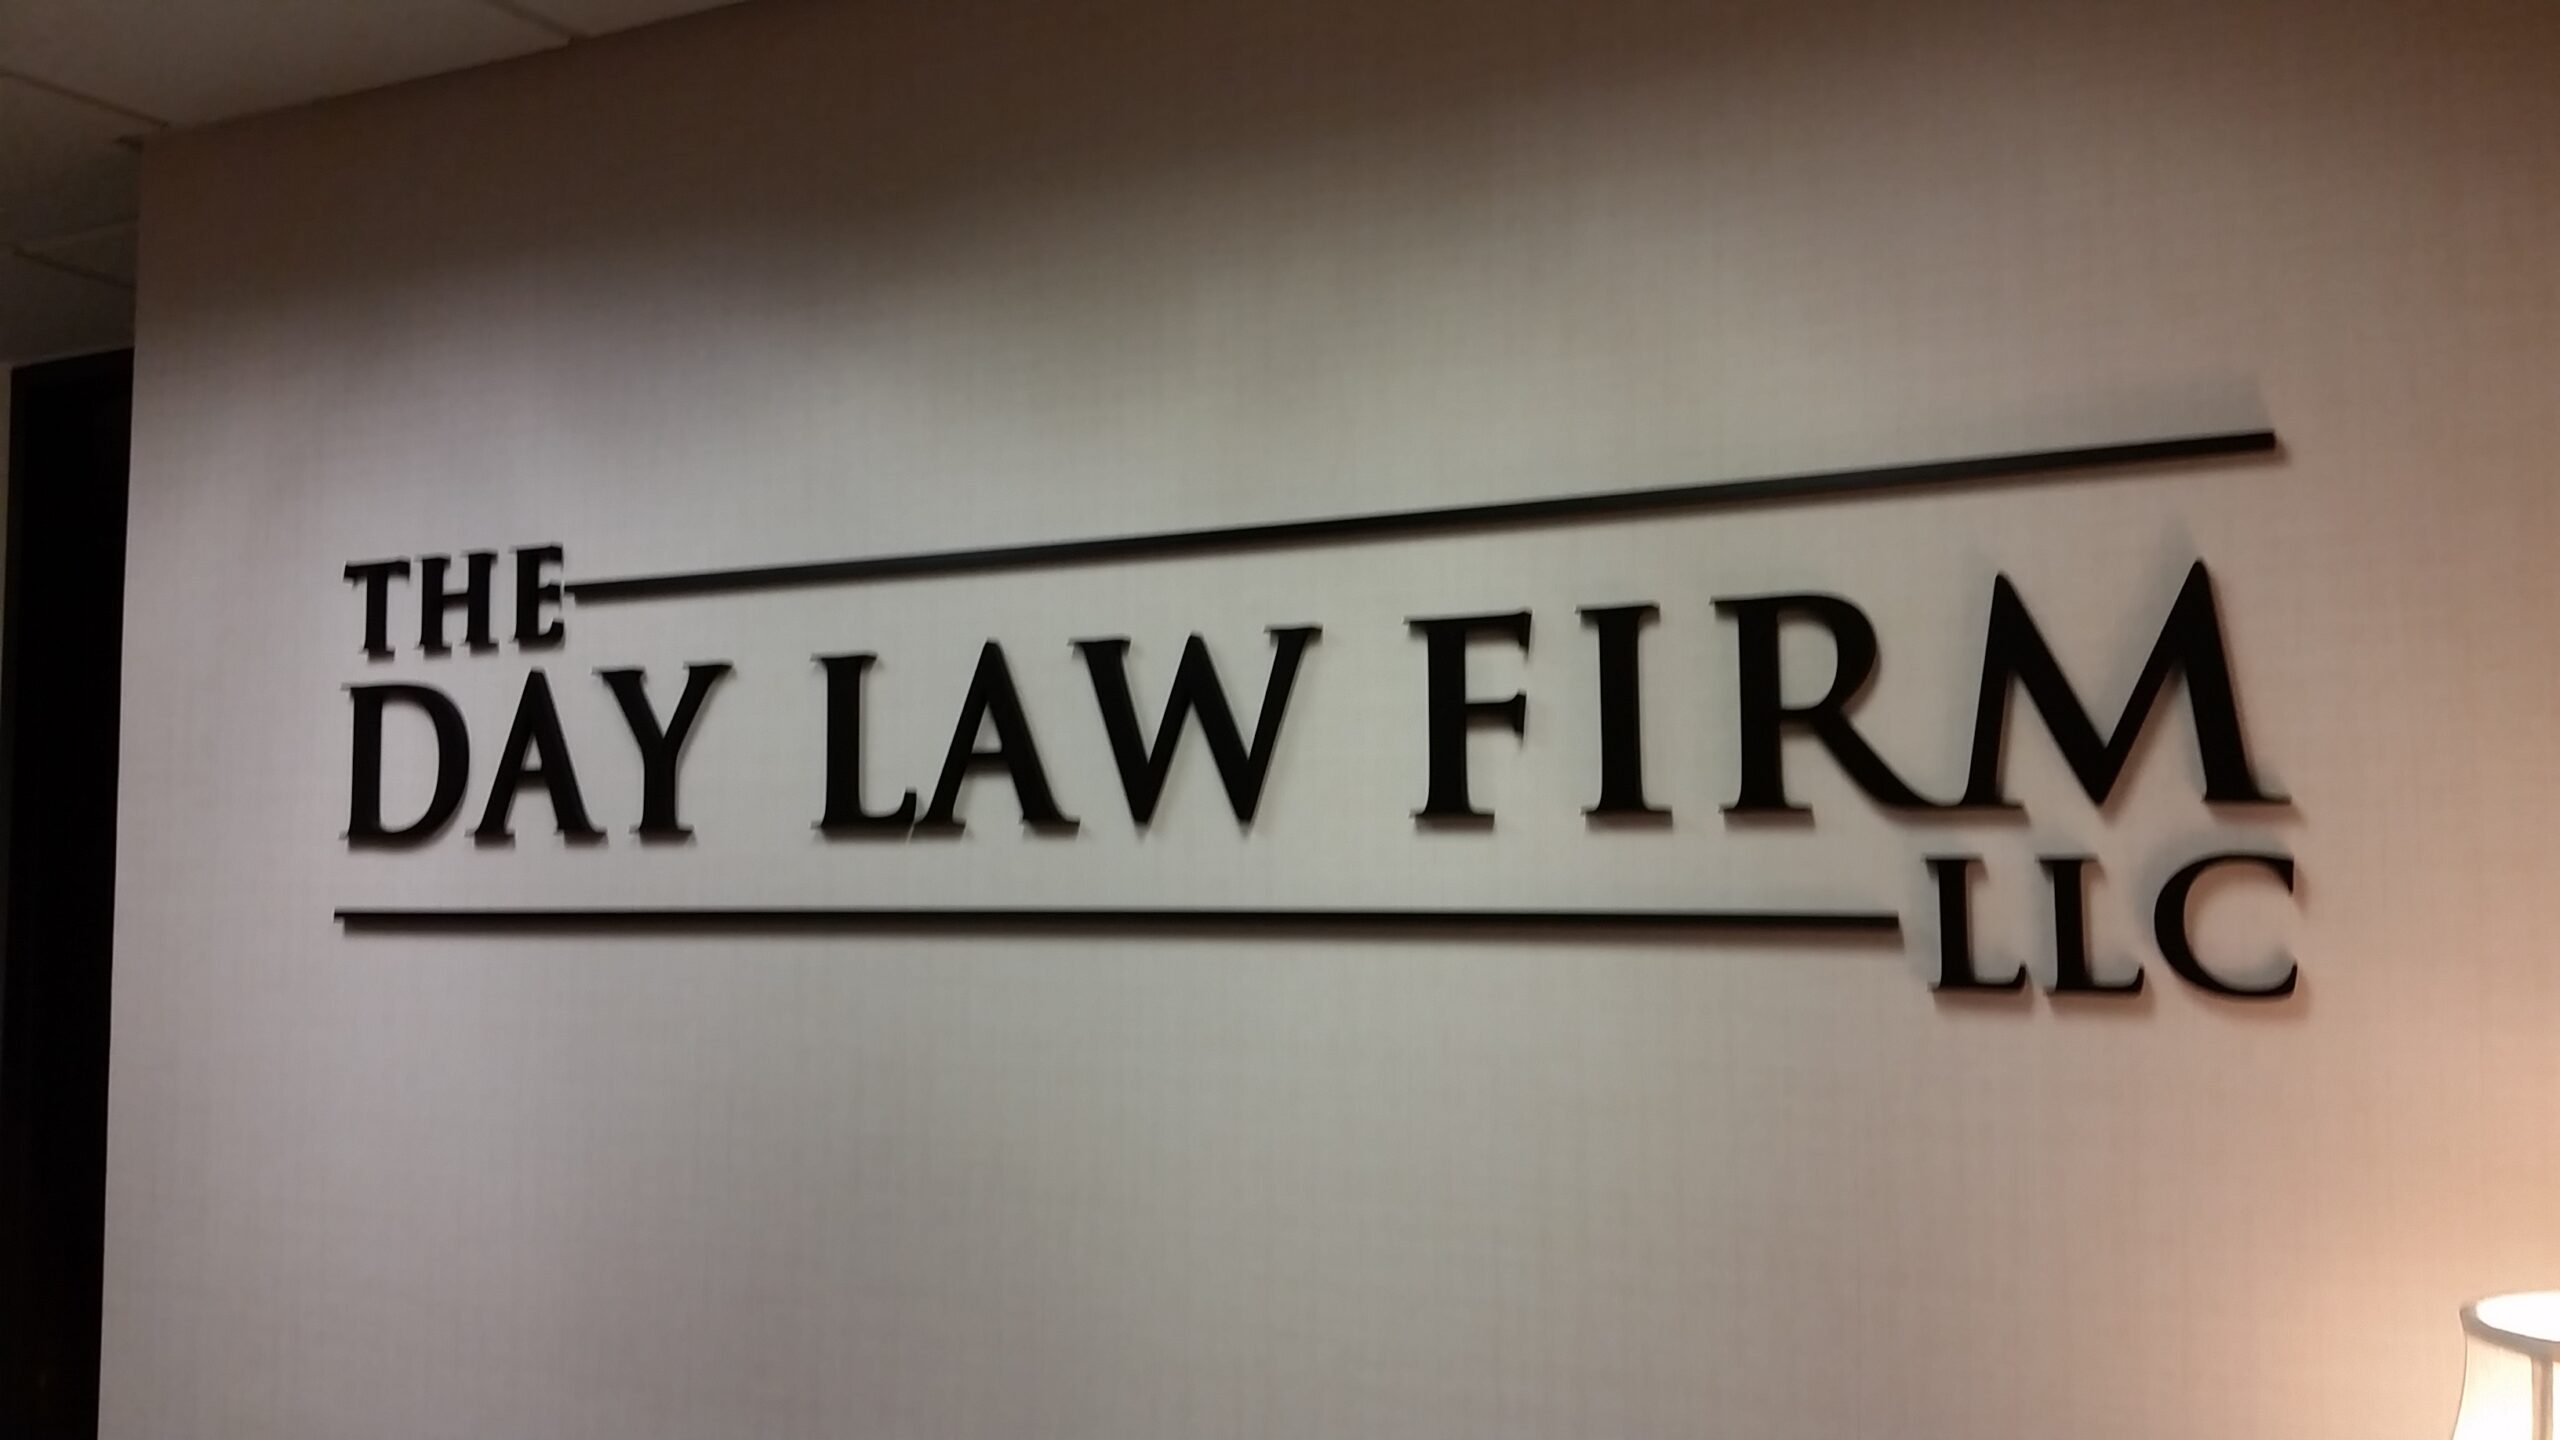 THE
DAY LAW FIRM
LLC